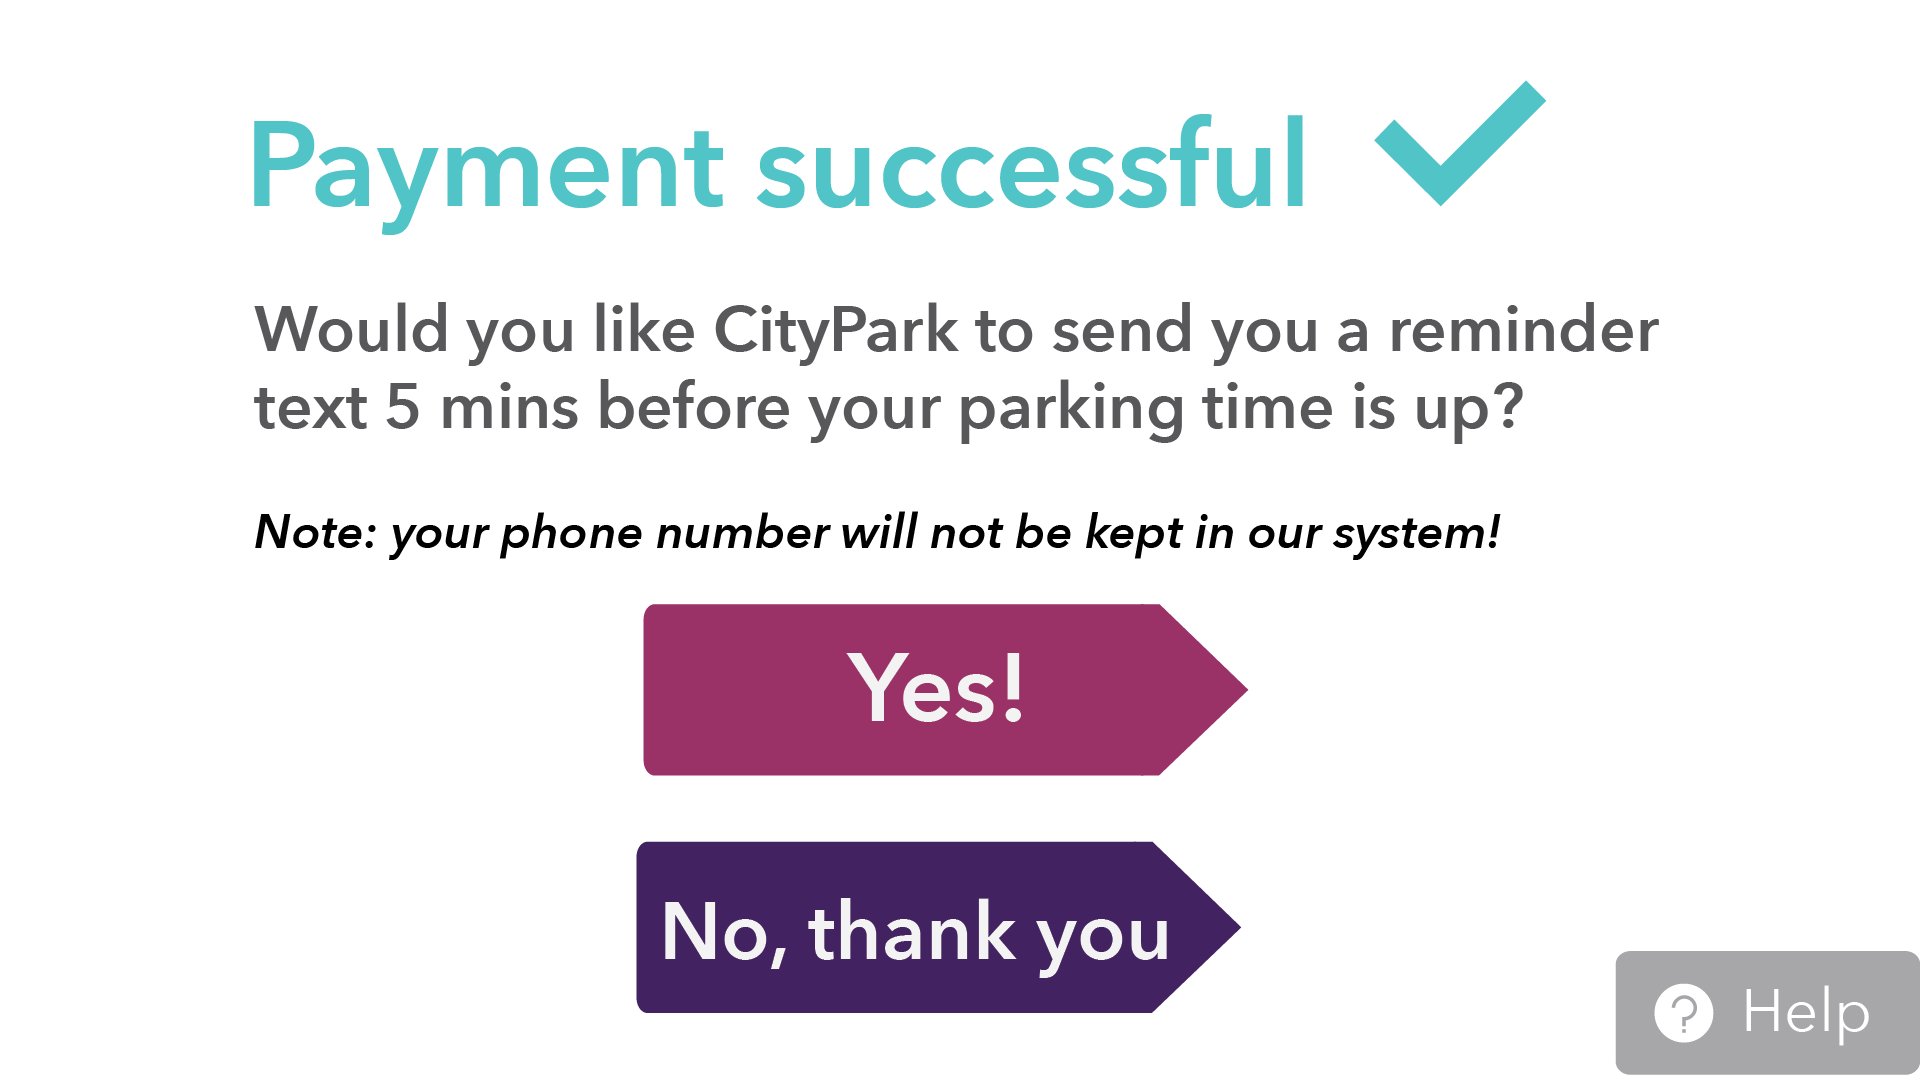 Payment successful
Would you like CityPark to send you a reminder
text 5 mins before your parking time is up?
Note: your phone number will not be kept in our system!
Yes!
No, thank you
? Help